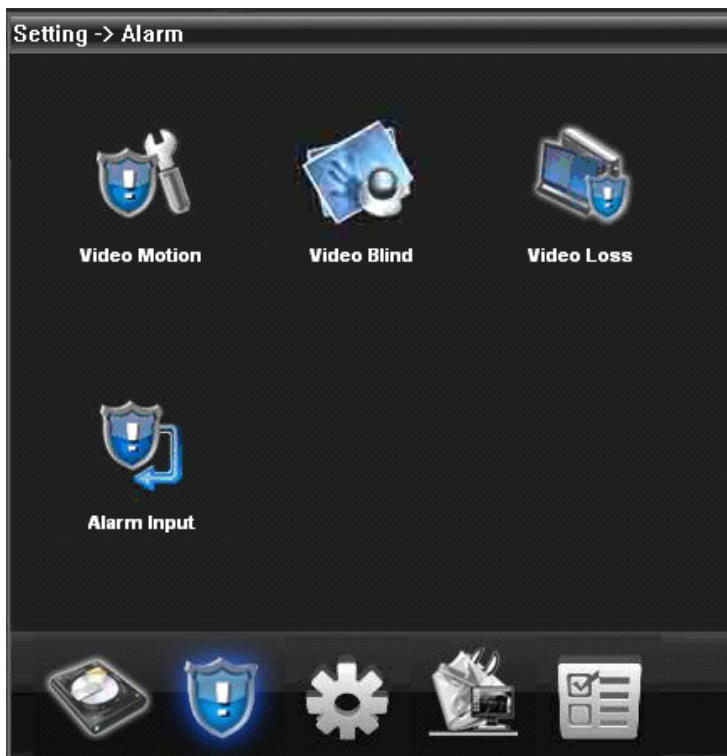 Setting -> Alarm
Video Motion
Video Blind
Video Loss
Alarm Input